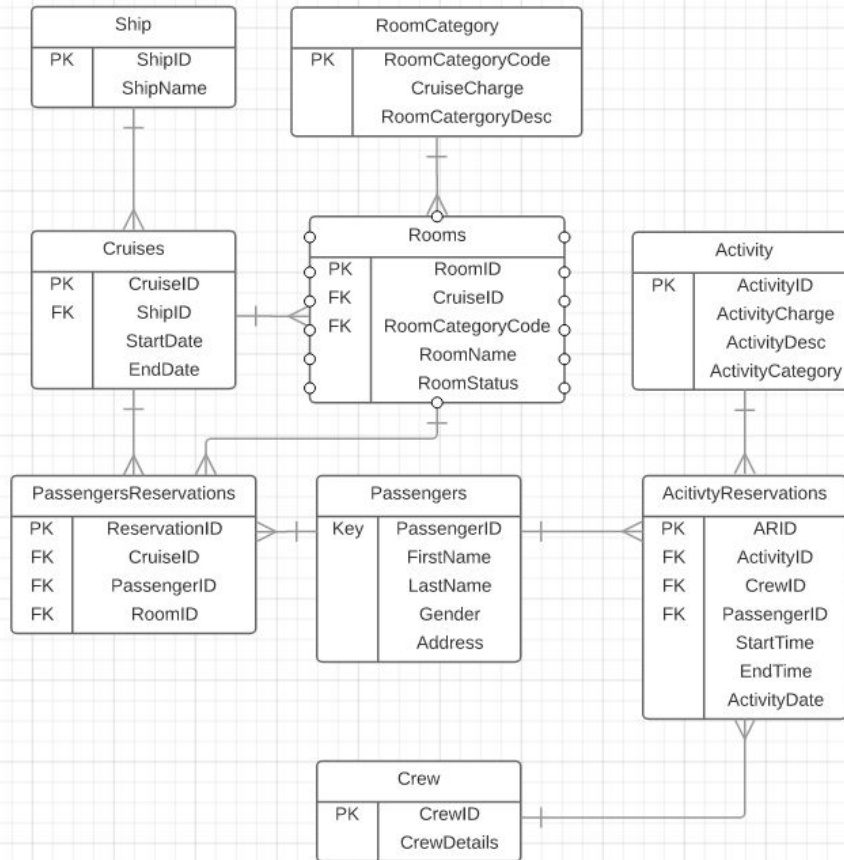 Ship
PK ShipID
ShipName
RoomCategory
PK RoomCategoryCode
CruiseCharge
RoomCatergoryDesc
Cruises
PK CruiseID
FK ShipID
StartDate
EndDate
Rooms
PK RoomID
FK CruiseID
FK RoomCategoryCode
RoomName
RoomStatus
Activity
PK ActivityID
ActivityCharge
ActivityDesc
ActivityCategory
PassengersReservations
PK ReservationID
FK CruiseID
FK PassengerID
FK RoomID
Passengers
Key PassengerID
FirstName
LastName
Gender
Address
AcitivtyReservations
PK ARID
FK ActivityID
FK CrewID
FK PassengerID
StartTime
EndTime
ActivityDate
Crew
PK CrewID
CrewDetails